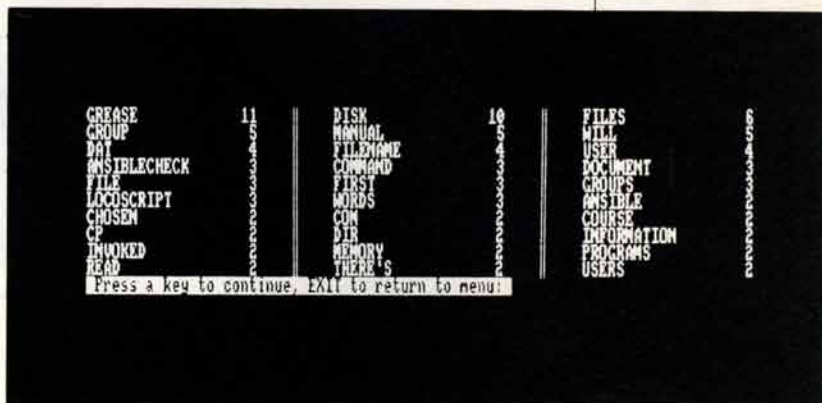 GREASE 11 DISK 10 FILES 6
GROUP 5 MANUAL 5 WILL 5
DAT 4 FILENAME 4 USER 4
ANSIBLECHECK 3 COMMAND 3 DOCUMENT 3
FILE 3 FIRST 3 GROUPS 3
LOCOSCRIPT 3 WORDS 3 ANSIBLE 2
CHOSEN 2 COM 2 COURSE 2
CP 2 DIR 2 INFORMATION 2
INVOKED 2 MEMORY 2 PROGRAMS 2
READ 2 THERE'S 2 USERS 2
Press a key to continue, EXIT to return to menu: